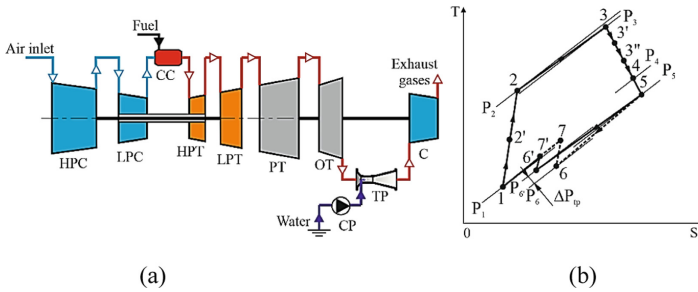 Fuel
Air inlet
CC
Exhaust
gases
HPC
LPC
HPT
LPT
PT
OT
C
TP
Water
CP
(a)
T
3
P₃
3'
3"
P₄
4
P₅
5
2
P₂
2'
7'
7
6'
6
1
P₁
P₆'
P₆
ΔPtp
0
S
(b)